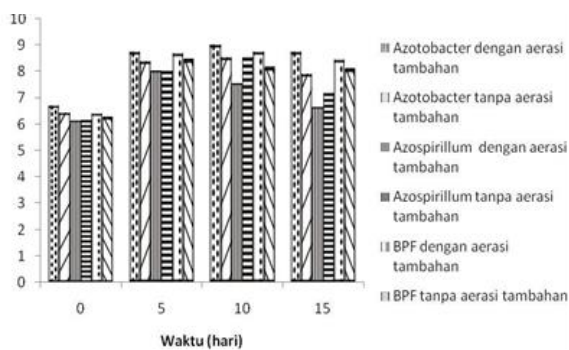 10
9
8
7
6
5
4
3
2
1
0
0 5 10 15
Waktu (hari)
Azotobacter dengan aerasi
tambahan
Azotobacter tanpa aerasi
tambahan
Azospirillum dengan aerasi
tambahan
Azospirillum tanpa aerasi
tambahan
BPF dengan aerasi
tambahan
BPF tanpa aerasi tambahan